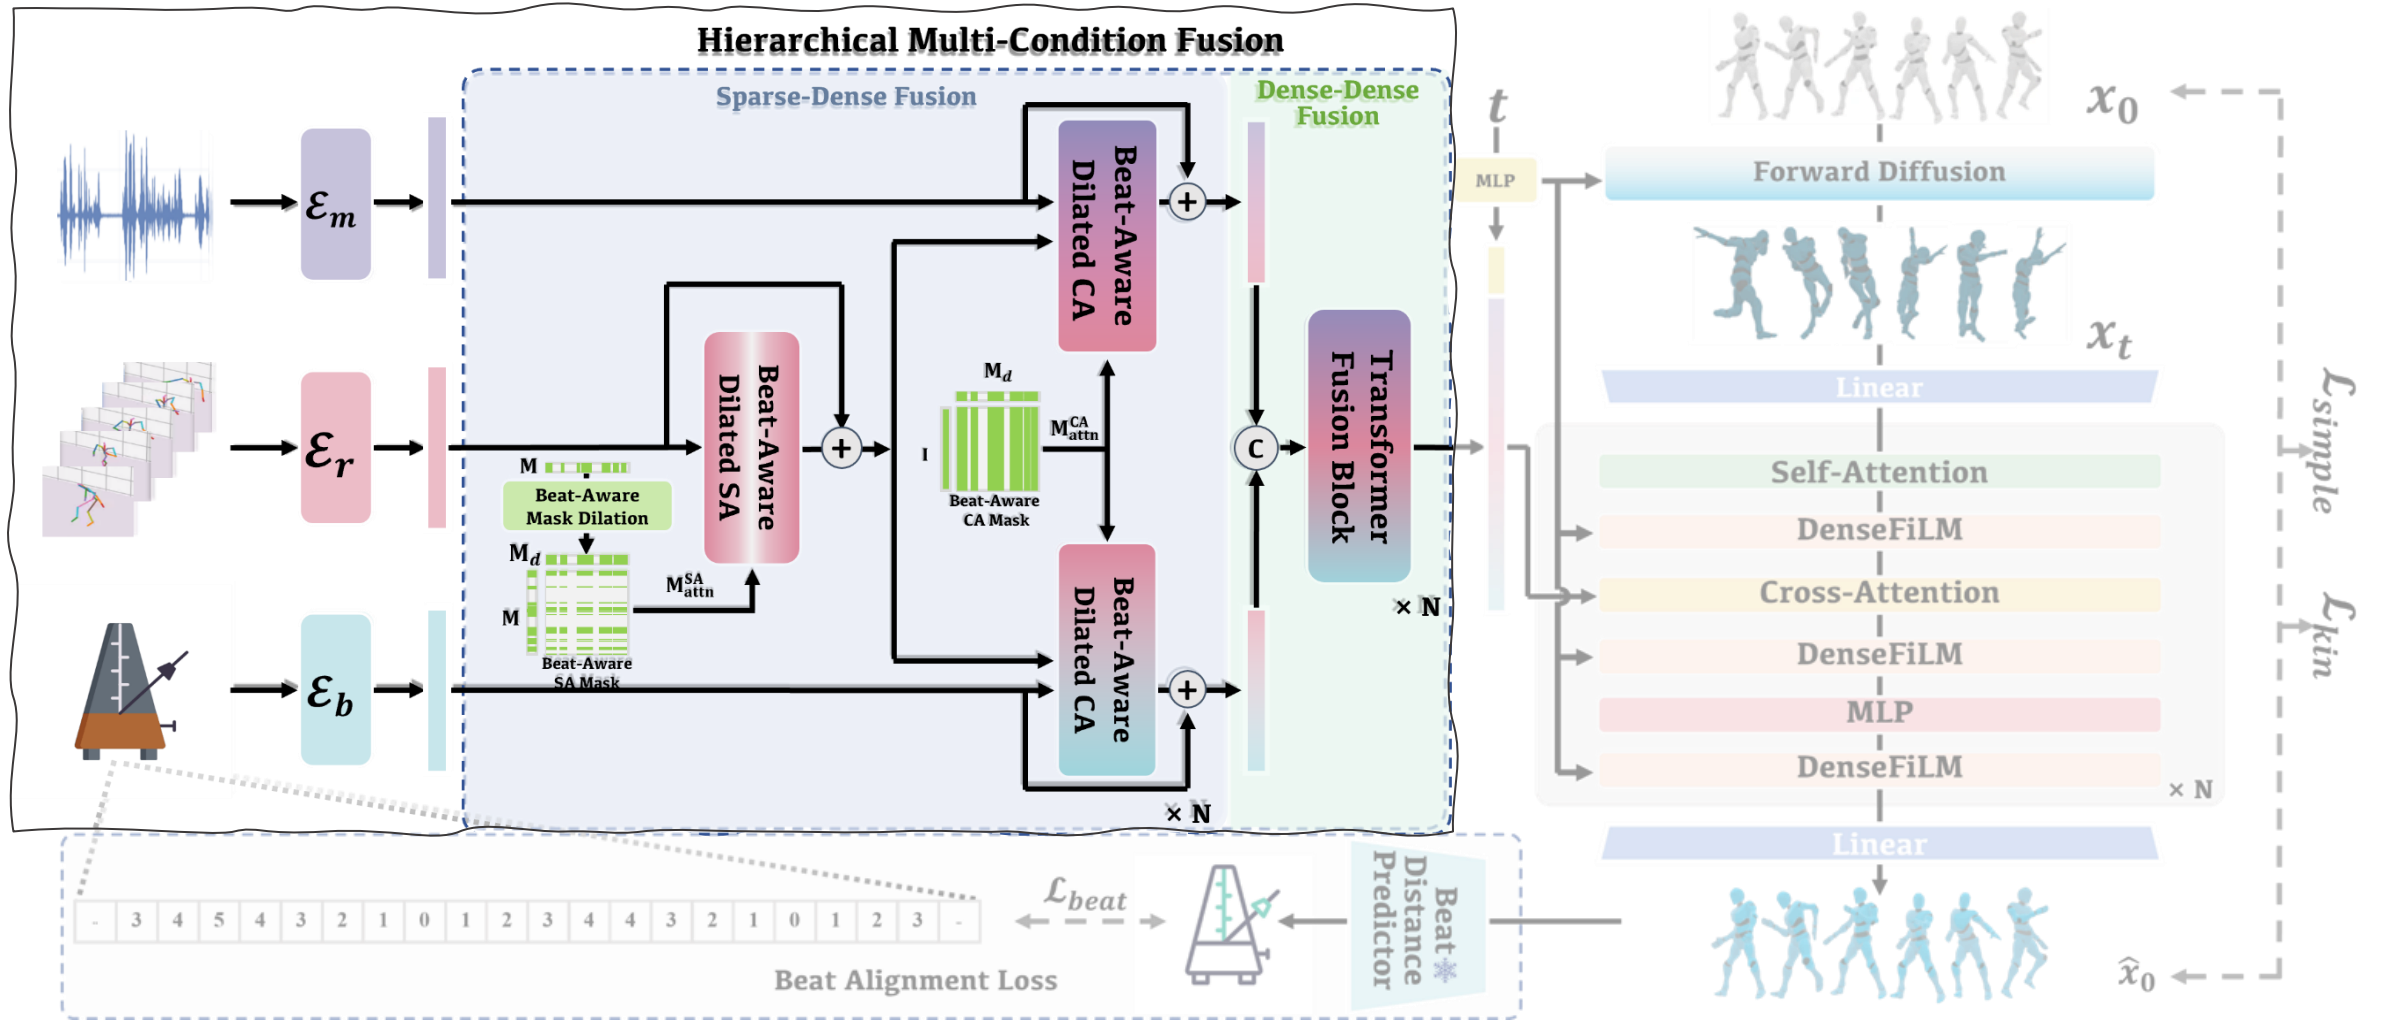 Hierarchical Multi-Condition Fusion
Sparse-Dense Fusion
Dense-Dense
Fusion
ℰm
ℰr
ℰb
M
Beat-Aware
Mask Dilation
Md
M
Beat-Aware
SA Mask
M^SA_attn
Beat-Aware
Dilated SA
+
Md
I
Beat-Aware
CA Mask
M^CA_attn
Beat-Aware
Dilated CA
+
Beat-Aware
Dilated CA
+
× N
C
Transformer
Fusion Block
× N
t
MLP
x0
Forward Diffusion
xt
Linear
Self-Attention
DenseFiLM
Cross-Attention
DenseFiLM
MLP
DenseFiLM
× N
Linear
x̂0
ℒsimple
ℒkin
- 3 4 5 4 3 2 1 0 1 2 3 4 4 3 2 1 0 1 2 3 -
ℒbeat
Beat
Distance
Predictor
Beat Alignment Loss